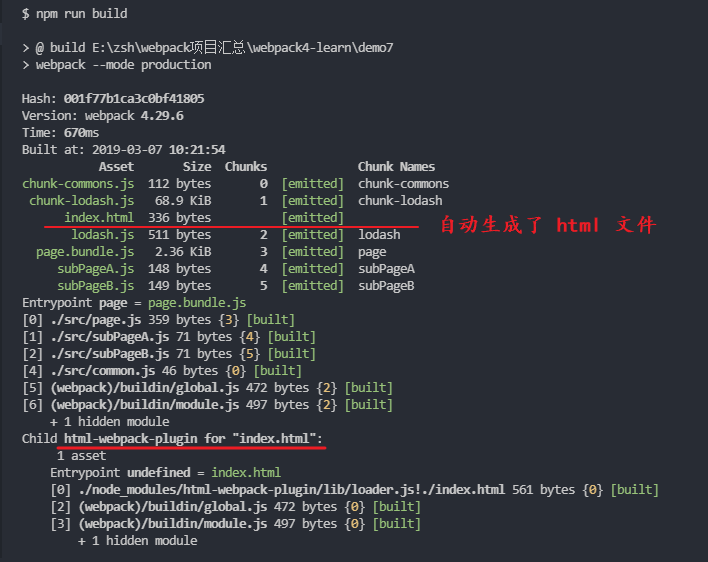 $ npm run build
> @ build E:\zsh\webpack项目汇总\webpack4-learn\demo7
> webpack --mode production
Hash: 001f77b1ca3c0bf41805
Version: webpack 4.29.6
Time: 670ms
Built at: 2019-03-07 10:21:54
Asset Size Chunks Chunk Names
chunk-commons.js 112 bytes 0 [emitted] chunk-commons
chunk-lodash.js 68.9 KiB 1 [emitted] chunk-lodash
index.html 336 bytes [emitted]
自动生成了 html 文件
lodash.js 511 bytes 2 [emitted] lodash
page.bundle.js 2.36 KiB 3 [emitted] page
subPageA.js 148 bytes 4 [emitted] subPageA
subPageB.js 149 bytes 5 [emitted] subPageB
Entrypoint page = page.bundle.js
[0] ./src/page.js 359 bytes {3} [built]
[1] ./src/subPageA.js 71 bytes {4} [built]
[2] ./src/subPageB.js 71 bytes {5} [built]
[4] ./src/common.js 46 bytes {0} [built]
[5] (webpack)/buildin/global.js 472 bytes {2} [built]
[6] (webpack)/buildin/module.js 497 bytes {2} [built]
+ 1 hidden module
Child html-webpack-plugin for "index.html":
1 asset
Entrypoint undefined = index.html
[0] ./node_modules/html-webpack-plugin/lib/loader.js!./index.html 561 bytes {0} [built]
[2] (webpack)/buildin/global.js 472 bytes {0} [built]
[3] (webpack)/buildin/module.js 497 bytes {0} [built]
+ 1 hidden module